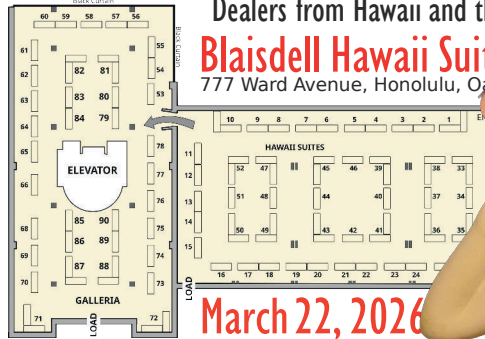 Black Curtain
Dealers from Hawaii and th
Blaisdell Hawaii Suit
777 Ward Avenue, Honolulu, Oa
60 59 58 57 56
Black Curtain
61
62
63
64
65
66
68
69
70
71
55
54
53
82 81
83 80
84 79
ELEVATOR
78
77
76
75
74
73
72
85 90
86 89
87 88
GALLERIA
LOAD
10 9 8 7 6 5 4 3 2 1
HAWAII SUITES
11
12
13
14
15
52 47 45 46 39 38 33
51 48 44 40 37 34
50 49 43 42 41 36 35
16 17 18 19 20 21 22 23 24
LOAD
March 22, 2026